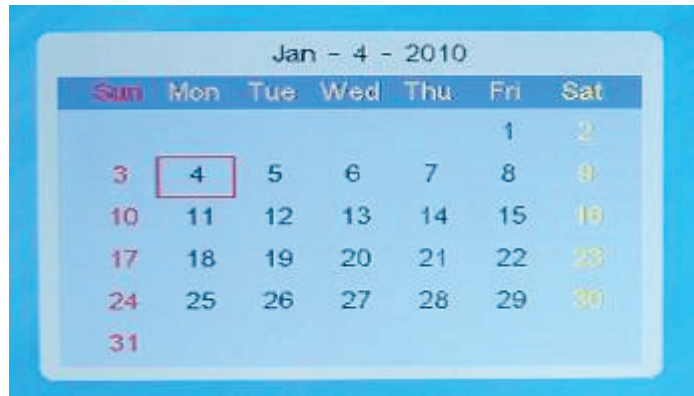 Jan - 4 - 2010
Sun Mon Tue Wed Thu Fri Sat
1 2
3 4 5 6 7 8 9
10 11 12 13 14 15 16
17 18 19 20 21 22 23
24 25 26 27 28 29 30
31